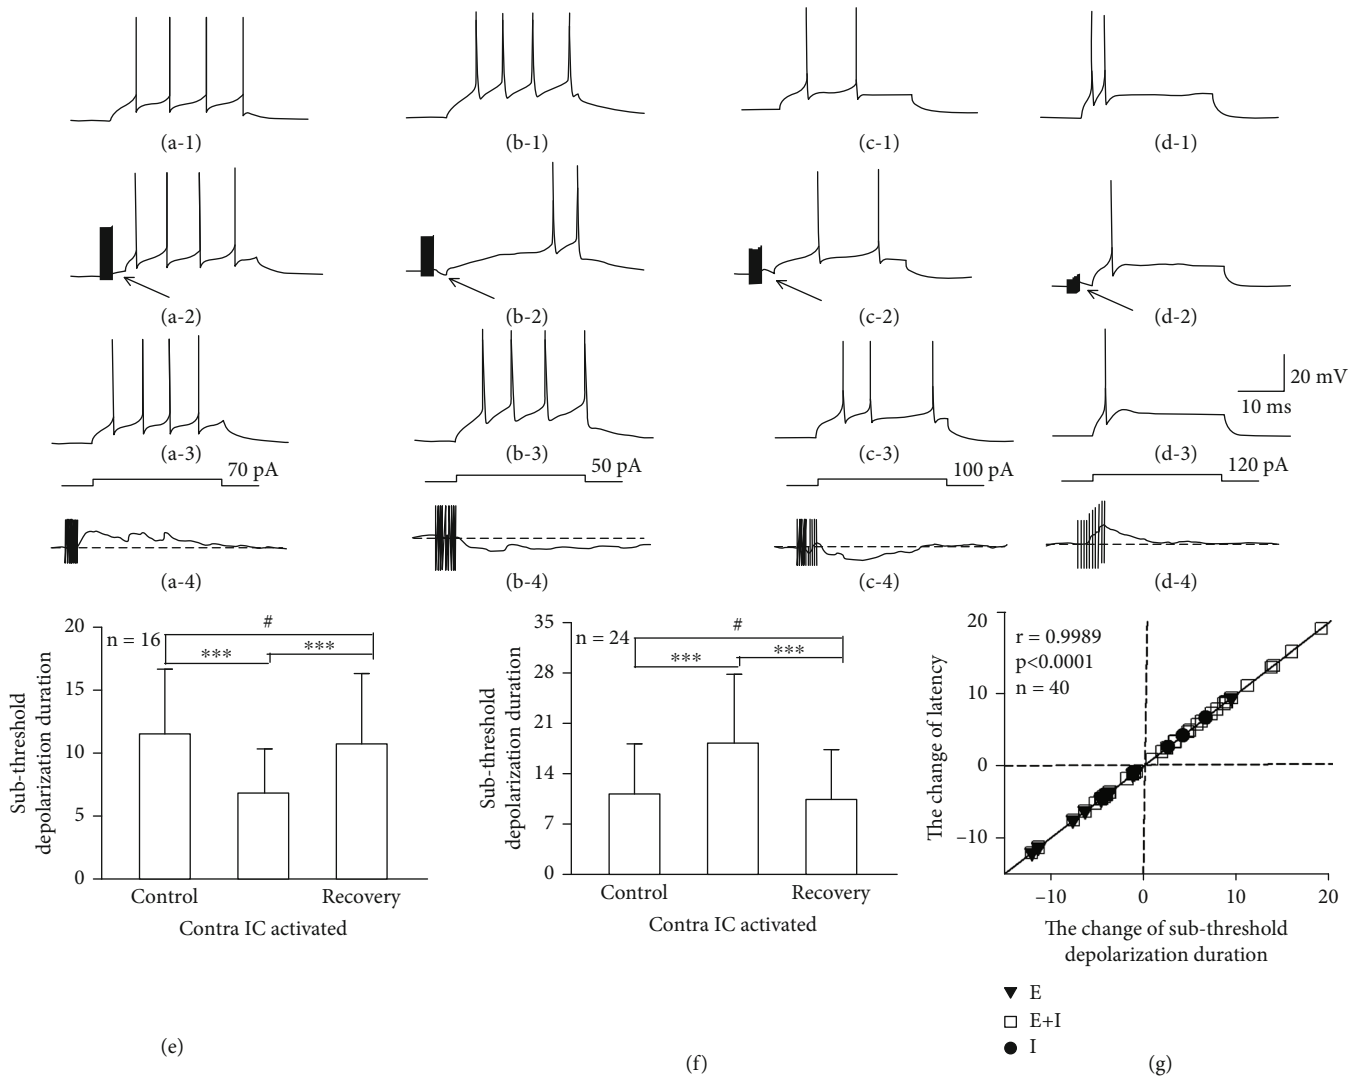 (a-1)
(b-1)
(c-1)
(d-1)
(a-2)
(b-2)
(c-2)
(d-2)
20 mV
10 ms
(a-3)
(b-3)
(c-3)
(d-3)
70 pA
50 pA
100 pA
120 pA
(a-4)
(b-4)
(c-4)
(d-4)
Sub-threshold
depolarization duration
20
15
10
5
0
n = 16
#
***
***
Control
Recovery
Contra IC activated
(e)
Sub-threshold
depolarization duration
35
28
21
14
7
0
n = 24
#
***
***
Control
Recovery
Contra IC activated
(f)
The change of latency
20
10
0
−10
r = 0.9989
p<0.0001
n = 40
−10
0
10
20
The change of sub-threshold
depolarization duration
E
E+I
I
(g)